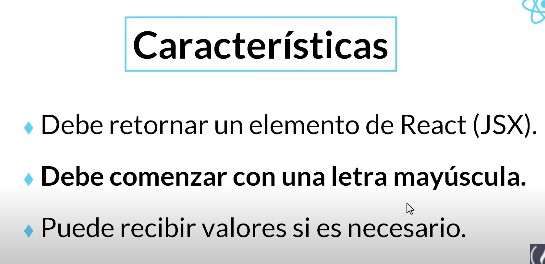 Características
Debe retornar un elemento de React (JSX).
Debe comenzar con una letra mayúscula.
Puede recibir valores si es necesario.